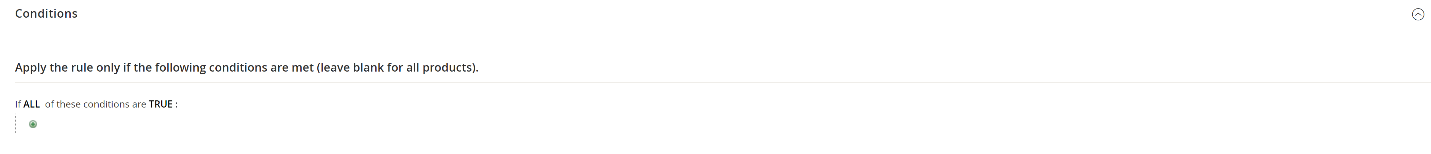 Conditions
Apply the rule only if the following conditions are met (leave blank for all products).
If ALL of these conditions are TRUE :